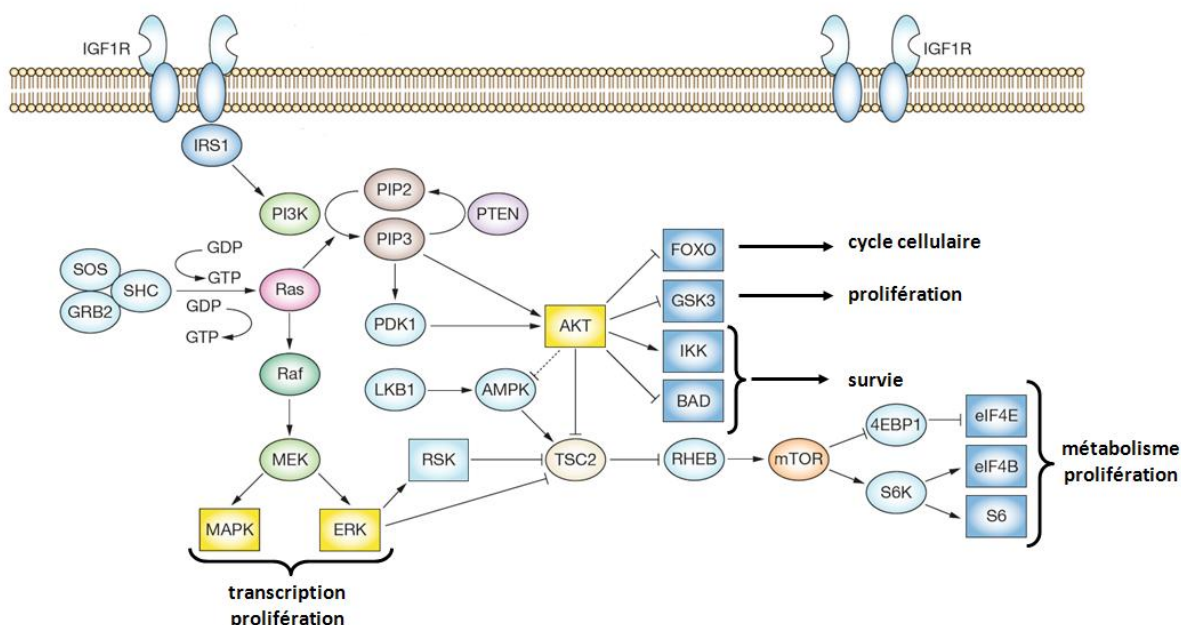 IGF1R
IGF1R
IRS1
PIP2
PI3K
PTEN
PIP3
GDP
GTP
SOS
SHC
GRB2
Ras
GDP
GTP
FOXO
cycle cellulaire
GSK3
prolifération
PDK1
AKT
IKK
Raf
LKB1
AMPK
BAD
survie
4EBP1
eIF4E
MEK
RSK
TSC2
RHEB
mTOR
eIF4B
métabolisme
prolifération
S6K
S6
MAPK
ERK
transcription
prolifération